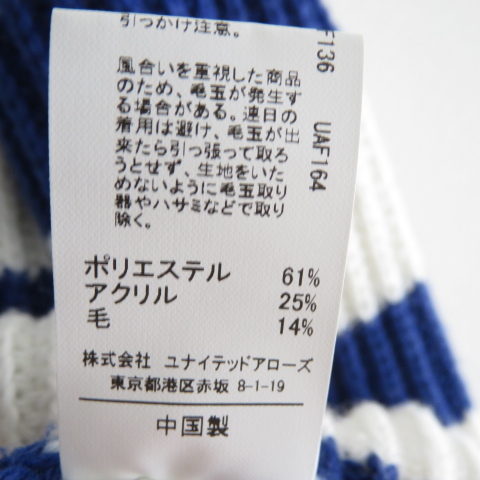 引っかけ注意。
風合いを重視した商品
のため、毛玉が発生す
る場合がある。連日の
着用は避け、毛玉が出
来たら引っ張って取ろ
うとせず、生地をいた
めないように毛玉取り
器やハサミなどで取り
除く。
F136
UAF164
ポリエステル 61%
アクリル 25%
毛 14%
株式会社 ユナイテッドアローズ
東京都港区赤坂 8-1-19
中国製